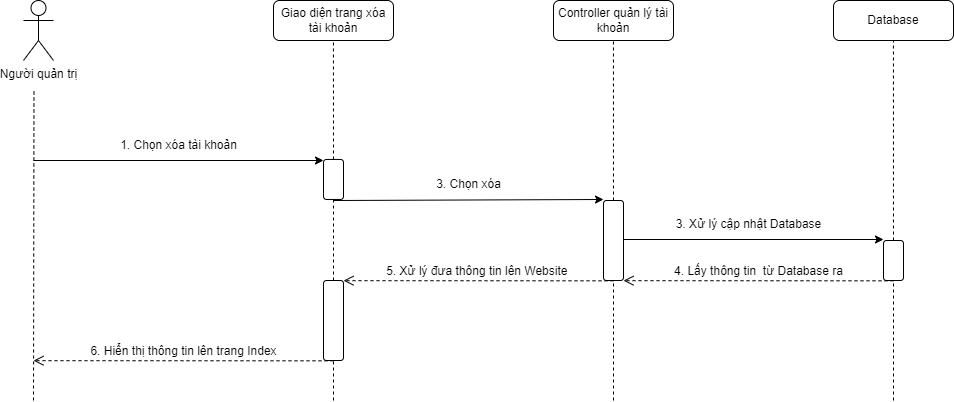 Giao diện trang xóa
tài khoản
Controller quản lý tài
khoản
Database
Người quản trị
1. Chọn xóa tài khoản
3. Chọn xóa
3. Xử lý cập nhật Database
5. Xử lý đưa thông tin lên Website
4. Lấy thông tin từ Database ra
6. Hiển thị thông tin lên trang Index